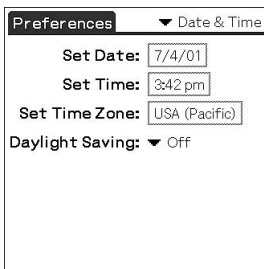 Preferences ▼ Date & Time
Set Date: 7/4/01
Set Time: 3:42 pm
Set Time Zone: USA (Pacific)
Daylight Saving: ▼ Off